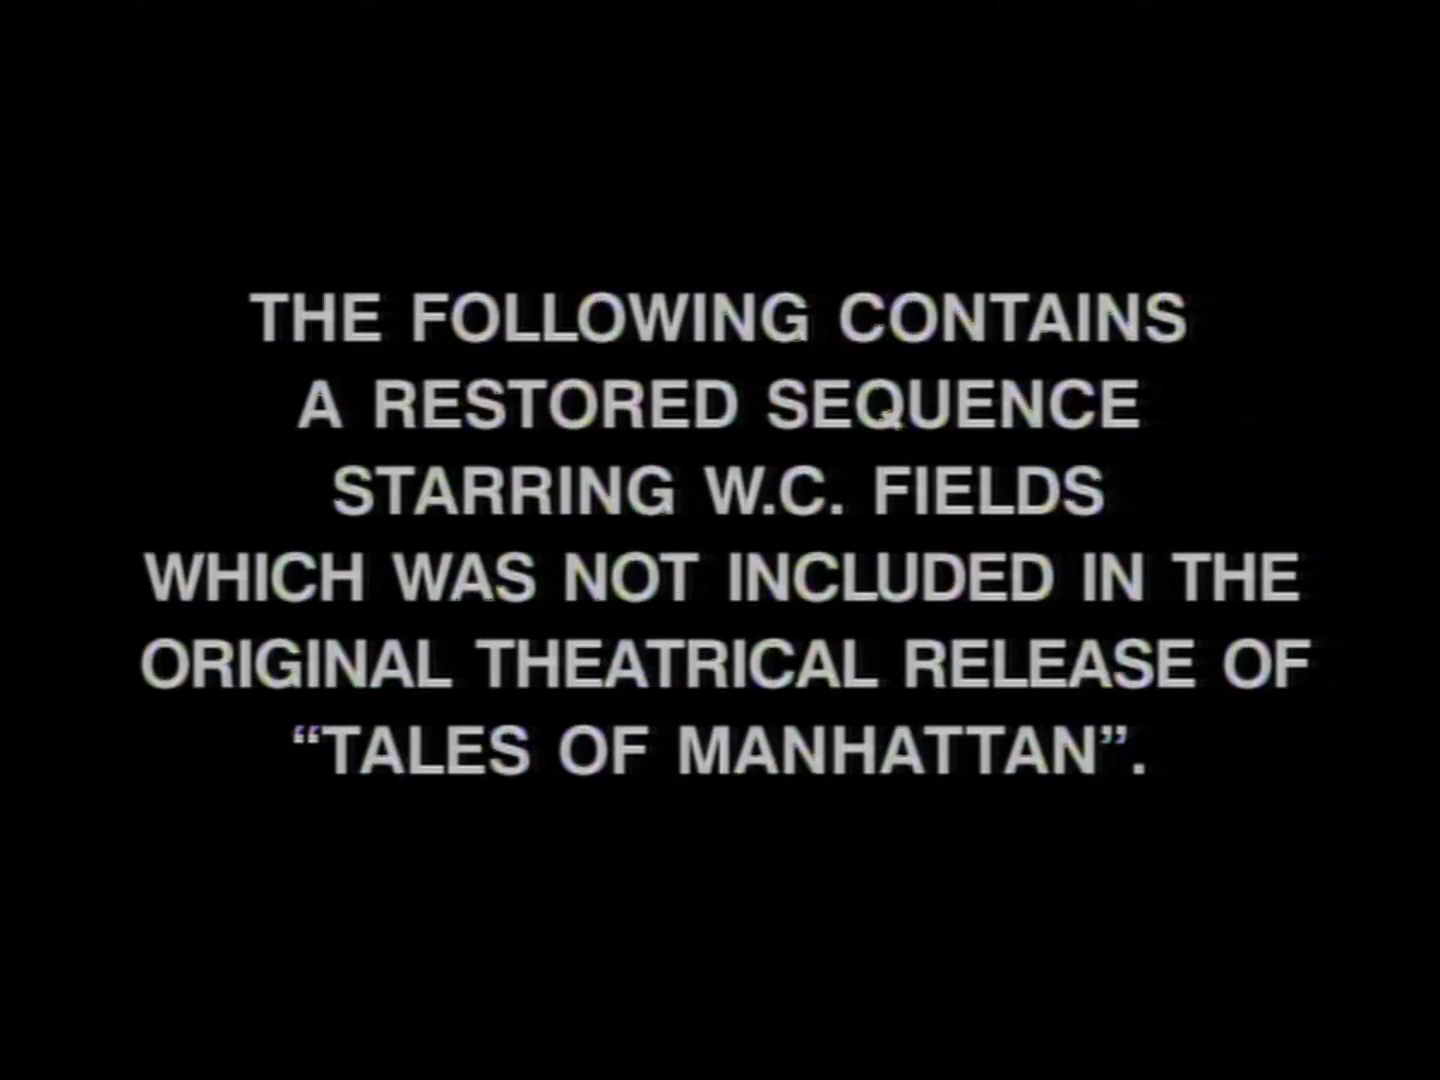 THE FOLLOWING CONTAINS
A RESTORED SEQUENCE
STARRING W.C. FIELDS
WHICH WAS NOT INCLUDED IN THE
ORIGINAL THEATRICAL RELEASE OF
“TALES OF MANHATTAN”.